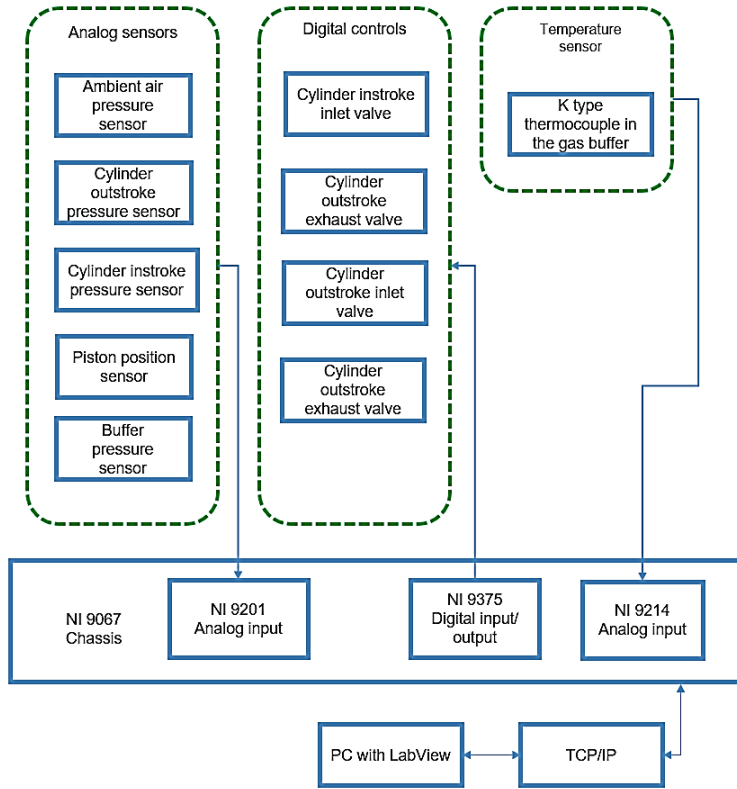 Analog sensors
Ambient air
pressure
sensor
Cylinder
outstroke
pressure sensor
Cylinder instroke
pressure sensor
Piston position
sensor
Buffer
pressure
sensor
Digital controls
Cylinder instroke
inlet valve
Cylinder
outstroke
exhaust valve
Cylinder
outstroke inlet
valve
Cylinder
outstroke
exhaust valve
Temperature
sensor
K type
thermocouple in
the gas buffer
NI 9067
Chassis
NI 9201
Analog input
NI 9375
Digital input/
output
NI 9214
Analog input
PC with LabView
TCP/IP